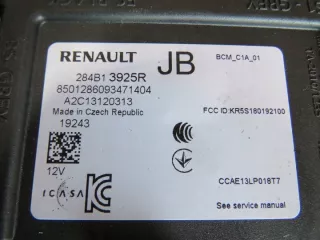 RENAULT JB BCM_C1A_01
284B1 3925R
8501286093471404
A2C13120313
Made in Czech Republic FCC ID:KR5S180192100
19243
12V
CCAE13LP018T7
ICASA
See service manual